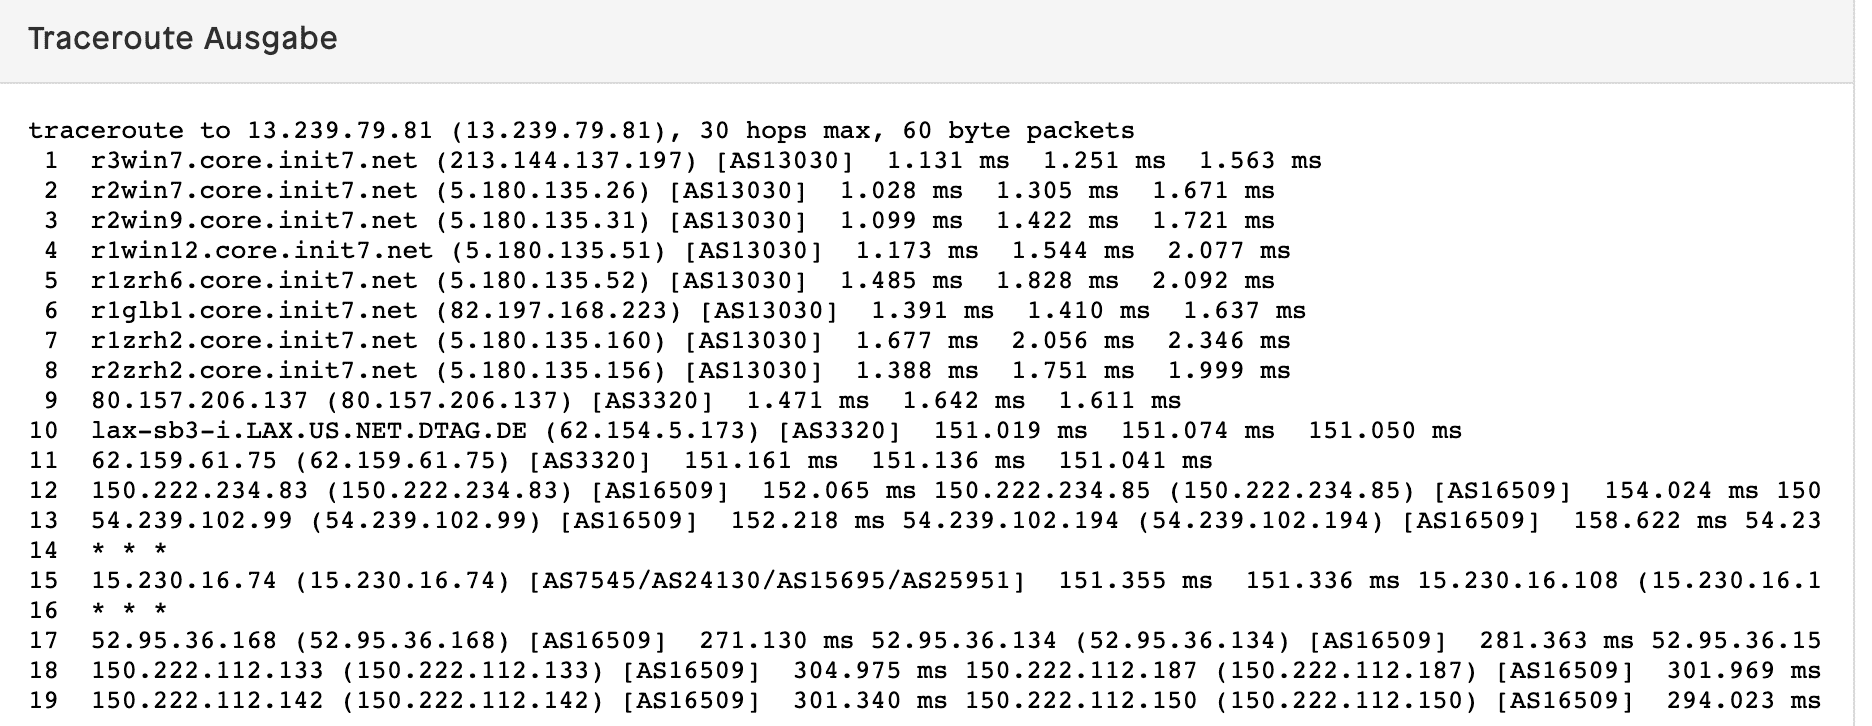 Traceroute Ausgabe
traceroute to 13.239.79.81 (13.239.79.81), 30 hops max, 60 byte packets
1 r3win7.core.init7.net (213.144.137.197) [AS13030] 1.131 ms 1.251 ms 1.563 ms
2 r2win7.core.init7.net (5.180.135.26) [AS13030] 1.028 ms 1.305 ms 1.671 ms
3 r2win9.core.init7.net (5.180.135.31) [AS13030] 1.099 ms 1.422 ms 1.721 ms
4 r1win12.core.init7.net (5.180.135.51) [AS13030] 1.173 ms 1.544 ms 2.077 ms
5 r1zrh6.core.init7.net (5.180.135.52) [AS13030] 1.485 ms 1.828 ms 2.092 ms
6 r1glb1.core.init7.net (82.197.168.223) [AS13030] 1.391 ms 1.410 ms 1.637 ms
7 r1zrh2.core.init7.net (5.180.135.160) [AS13030] 1.677 ms 2.056 ms 2.346 ms
8 r2zrh2.core.init7.net (5.180.135.156) [AS13030] 1.388 ms 1.751 ms 1.999 ms
9 80.157.206.137 (80.157.206.137) [AS3320] 1.471 ms 1.642 ms 1.611 ms
10 lax-sb3-i.LAX.US.NET.DTAG.DE (62.154.5.173) [AS3320] 151.019 ms 151.074 ms 151.050 ms
11 62.159.61.75 (62.159.61.75) [AS3320] 151.161 ms 151.136 ms 151.041 ms
12 150.222.234.83 (150.222.234.83) [AS16509] 152.065 ms 150.222.234.85 (150.222.234.85) [AS16509] 154.024 ms 150
13 54.239.102.99 (54.239.102.99) [AS16509] 152.218 ms 54.239.102.194 (54.239.102.194) [AS16509] 158.622 ms 54.23
14 * * *
15 15.230.16.74 (15.230.16.74) [AS7545/AS24130/AS15695/AS25951] 151.355 ms 151.336 ms 15.230.16.108 (15.230.16.1
16 * * *
17 52.95.36.168 (52.95.36.168) [AS16509] 271.130 ms 52.95.36.134 (52.95.36.134) [AS16509] 281.363 ms 52.95.36.15
18 150.222.112.133 (150.222.112.133) [AS16509] 304.975 ms 150.222.112.187 (150.222.112.187) [AS16509] 301.969 ms
19 150.222.112.142 (150.222.112.142) [AS16509] 301.340 ms 150.222.112.150 (150.222.112.150) [AS16509] 294.023 ms